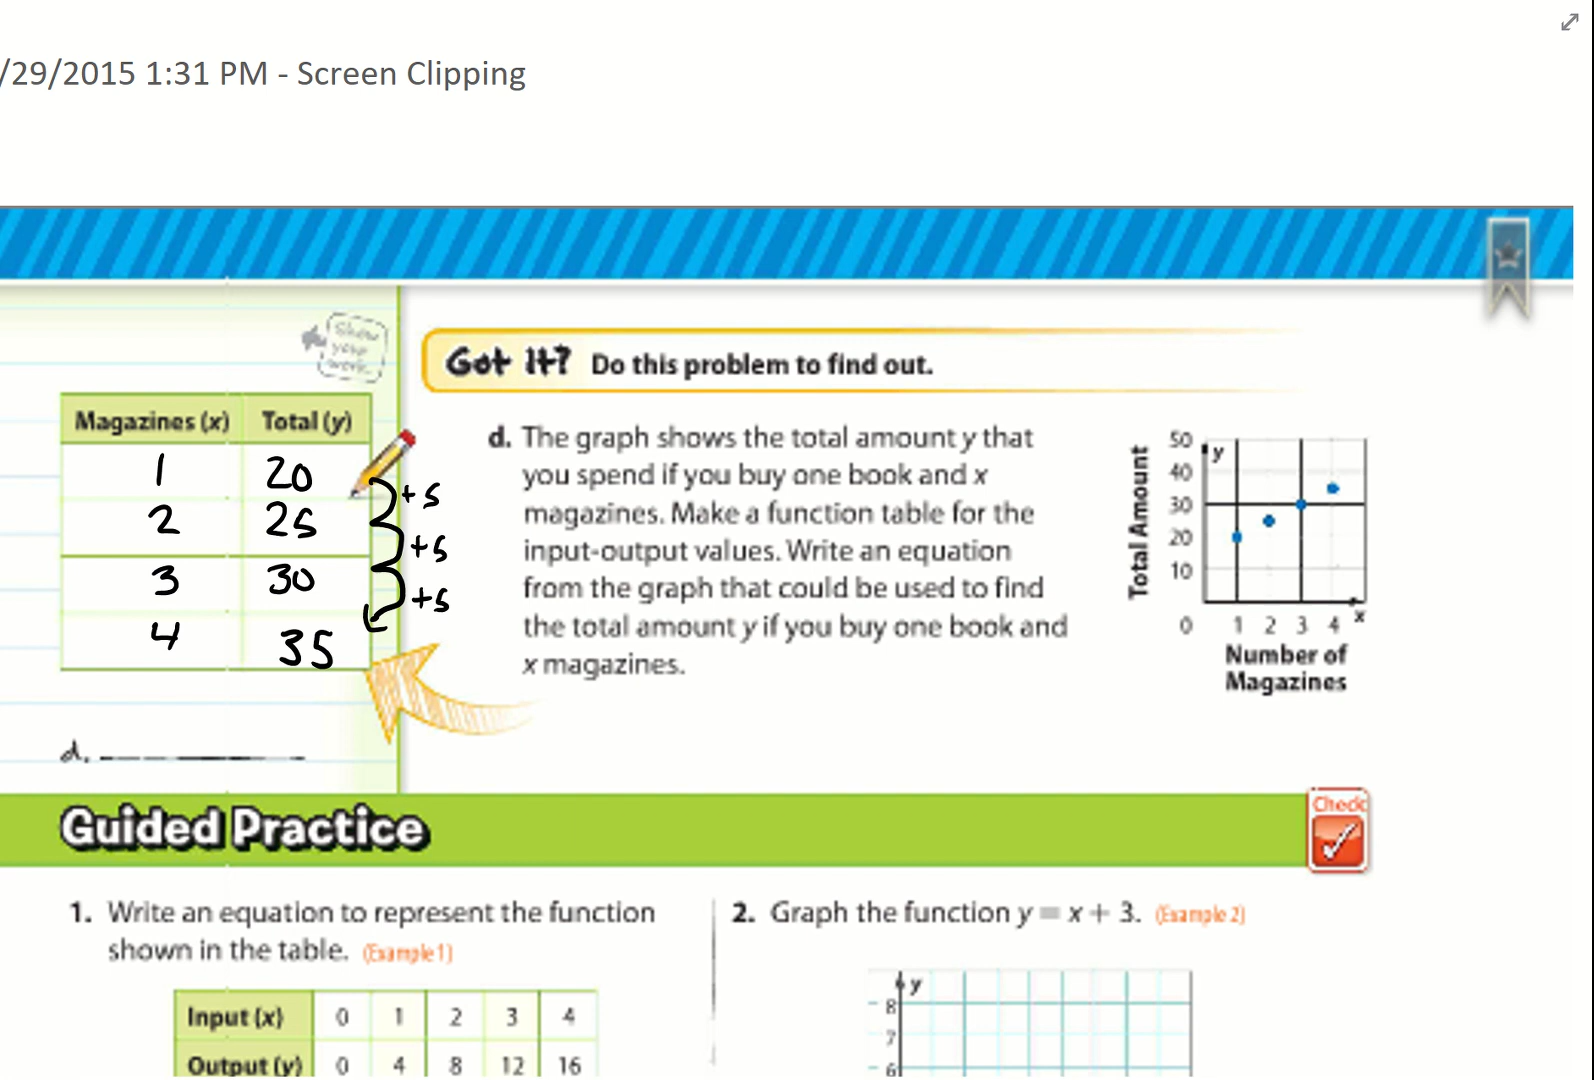 /29/2015 1:31 PM - Screen Clipping
Show
your
work.
Got It? Do this problem to find out.
Magazines (x) Total (y)
1 20
2 25
3 30
4 35
+5
+5
+5
d. The graph shows the total amount y that
you spend if you buy one book and x
magazines. Make a function table for the
input-output values. Write an equation
from the graph that could be used to find
the total amount y if you buy one book and
x magazines.
Total Amount
50
40
30
20
10
0 1 2 3 4
y
x
Number of
Magazines
d.
Guided Practice
Check
1. Write an equation to represent the function
shown in the table. (Example 1)
Input (x) 0 1 2 3 4
Output (y) 0 4 8 12 16
2. Graph the function y = x + 3. (Example 2)
y
8
7
6